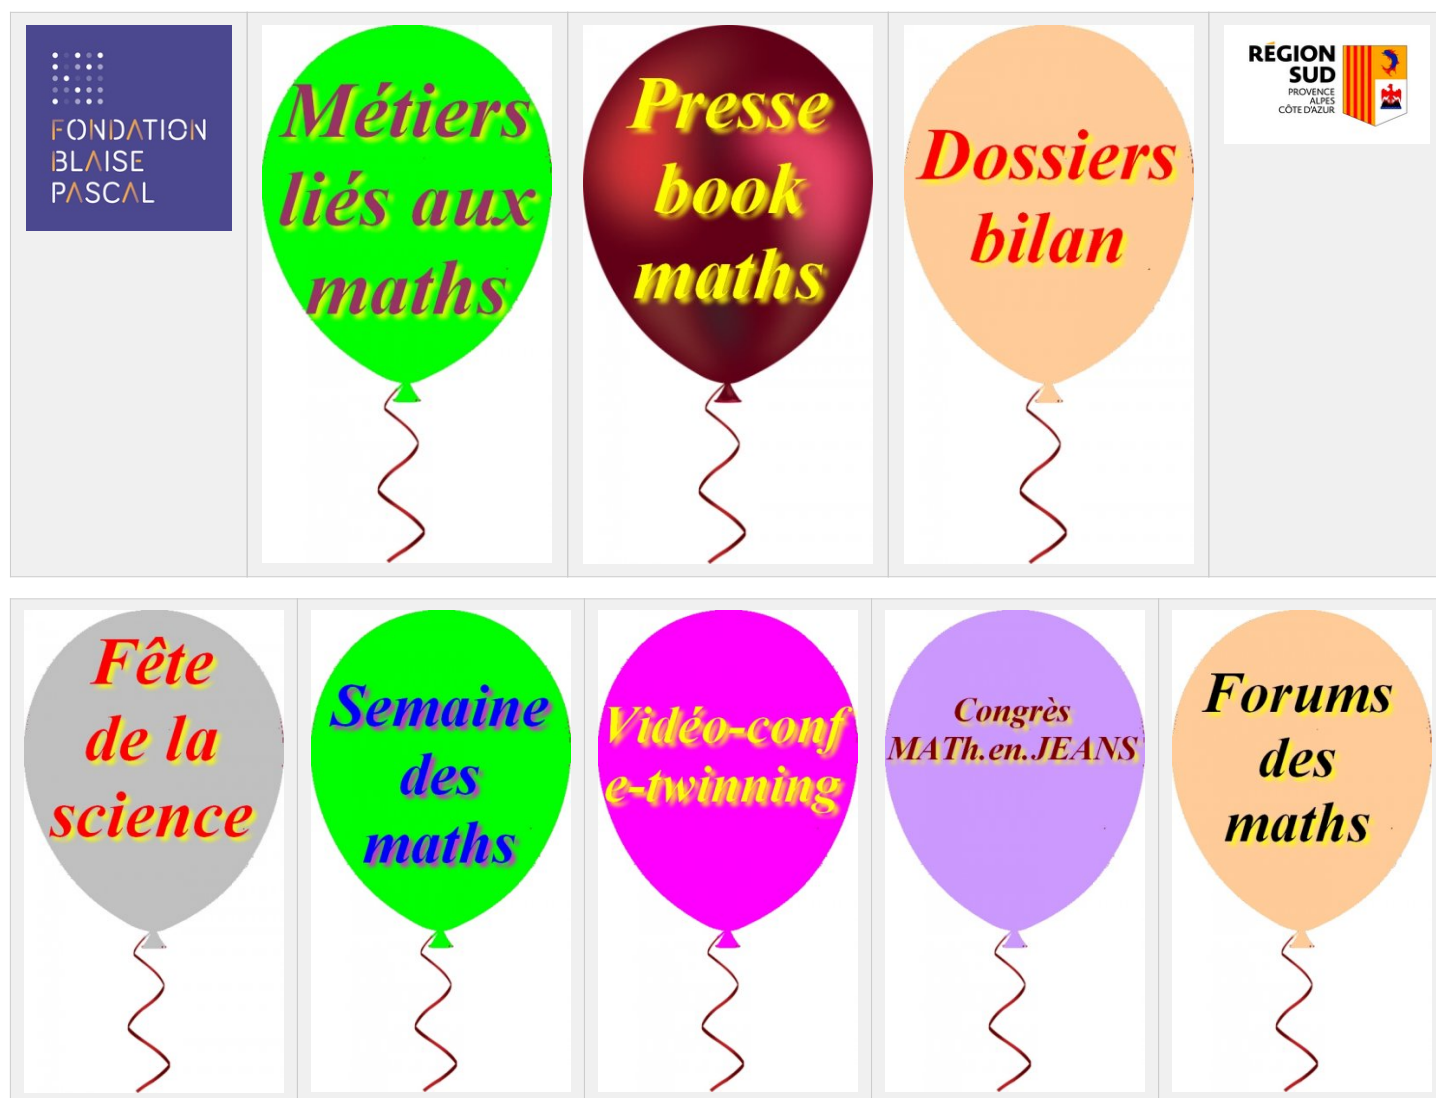 FONDATION
BLAISE
PASCAL
Métiers
liés aux
maths
Presse
book
maths
Dossiers
bilan
RÉGION
SUD
PROVENCE
ALPES
CÔTE D'AZUR
Fête
de la
science
Semaine
des
maths
Vidéo-conf
e-twinning
Congrès
MATh.en.JEANS
Forums
des
maths